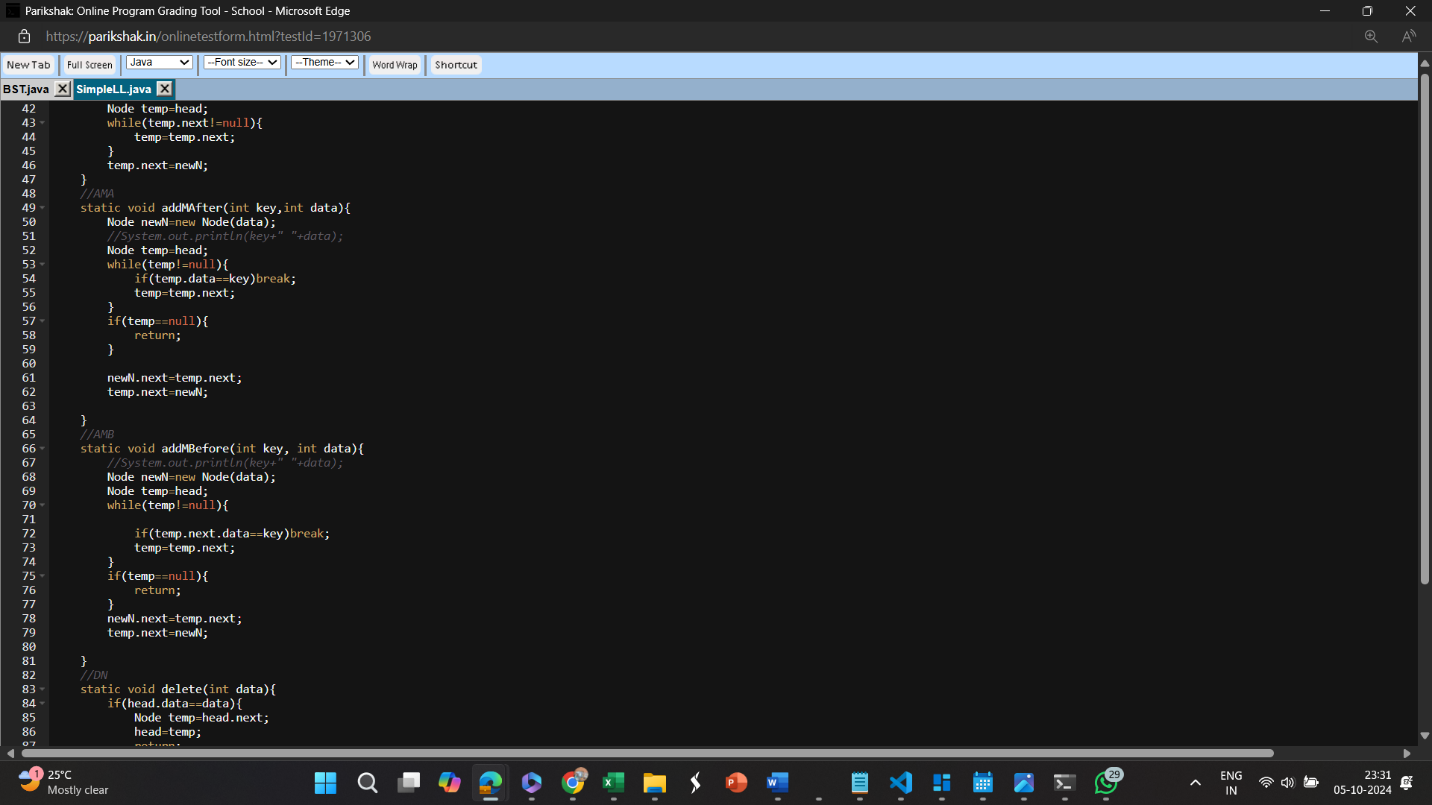 Parikshak: Online Program Grading Tool - School - Microsoft Edge
https://parikshak.in/onlinetestform.html?testId=1971306
New Tab Full Screen Java --Font size-- --Theme-- Word Wrap Shortcut
BST.java X SimpleLL.java X
42 Node temp=head;
43 while(temp.next!=null){
44 temp=temp.next;
45 }
46 temp.next=newN;
47 }
48 //AMA
49 static void addMAfter(int key,int data){
50 Node newN=new Node(data);
51 //System.out.println(key+" "+data);
52 Node temp=head;
53 while(temp!=null){
54 if(temp.data==key)break;
55 temp=temp.next;
56 }
57 if(temp==null){
58 return;
59 }
60
61 newN.next=temp.next;
62 temp.next=newN;
63
64 }
65 //AMB
66 static void addMBefore(int key, int data){
67 //System.out.println(key+" "+data);
68 Node newN=new Node(data);
69 Node temp=head;
70 while(temp!=null){
71
72 if(temp.next.data==key)break;
73 temp=temp.next;
74 }
75 if(temp==null){
76 return;
77 }
78 newN.next=temp.next;
79 temp.next=newN;
80
81 }
82 //DN
83 static void delete(int data){
84 if(head.data==data){
85 Node temp=head.next;
86 head=temp;
87 return;
1 25°C
Mostly clear
29
ENG
IN
23:31
05-10-2024